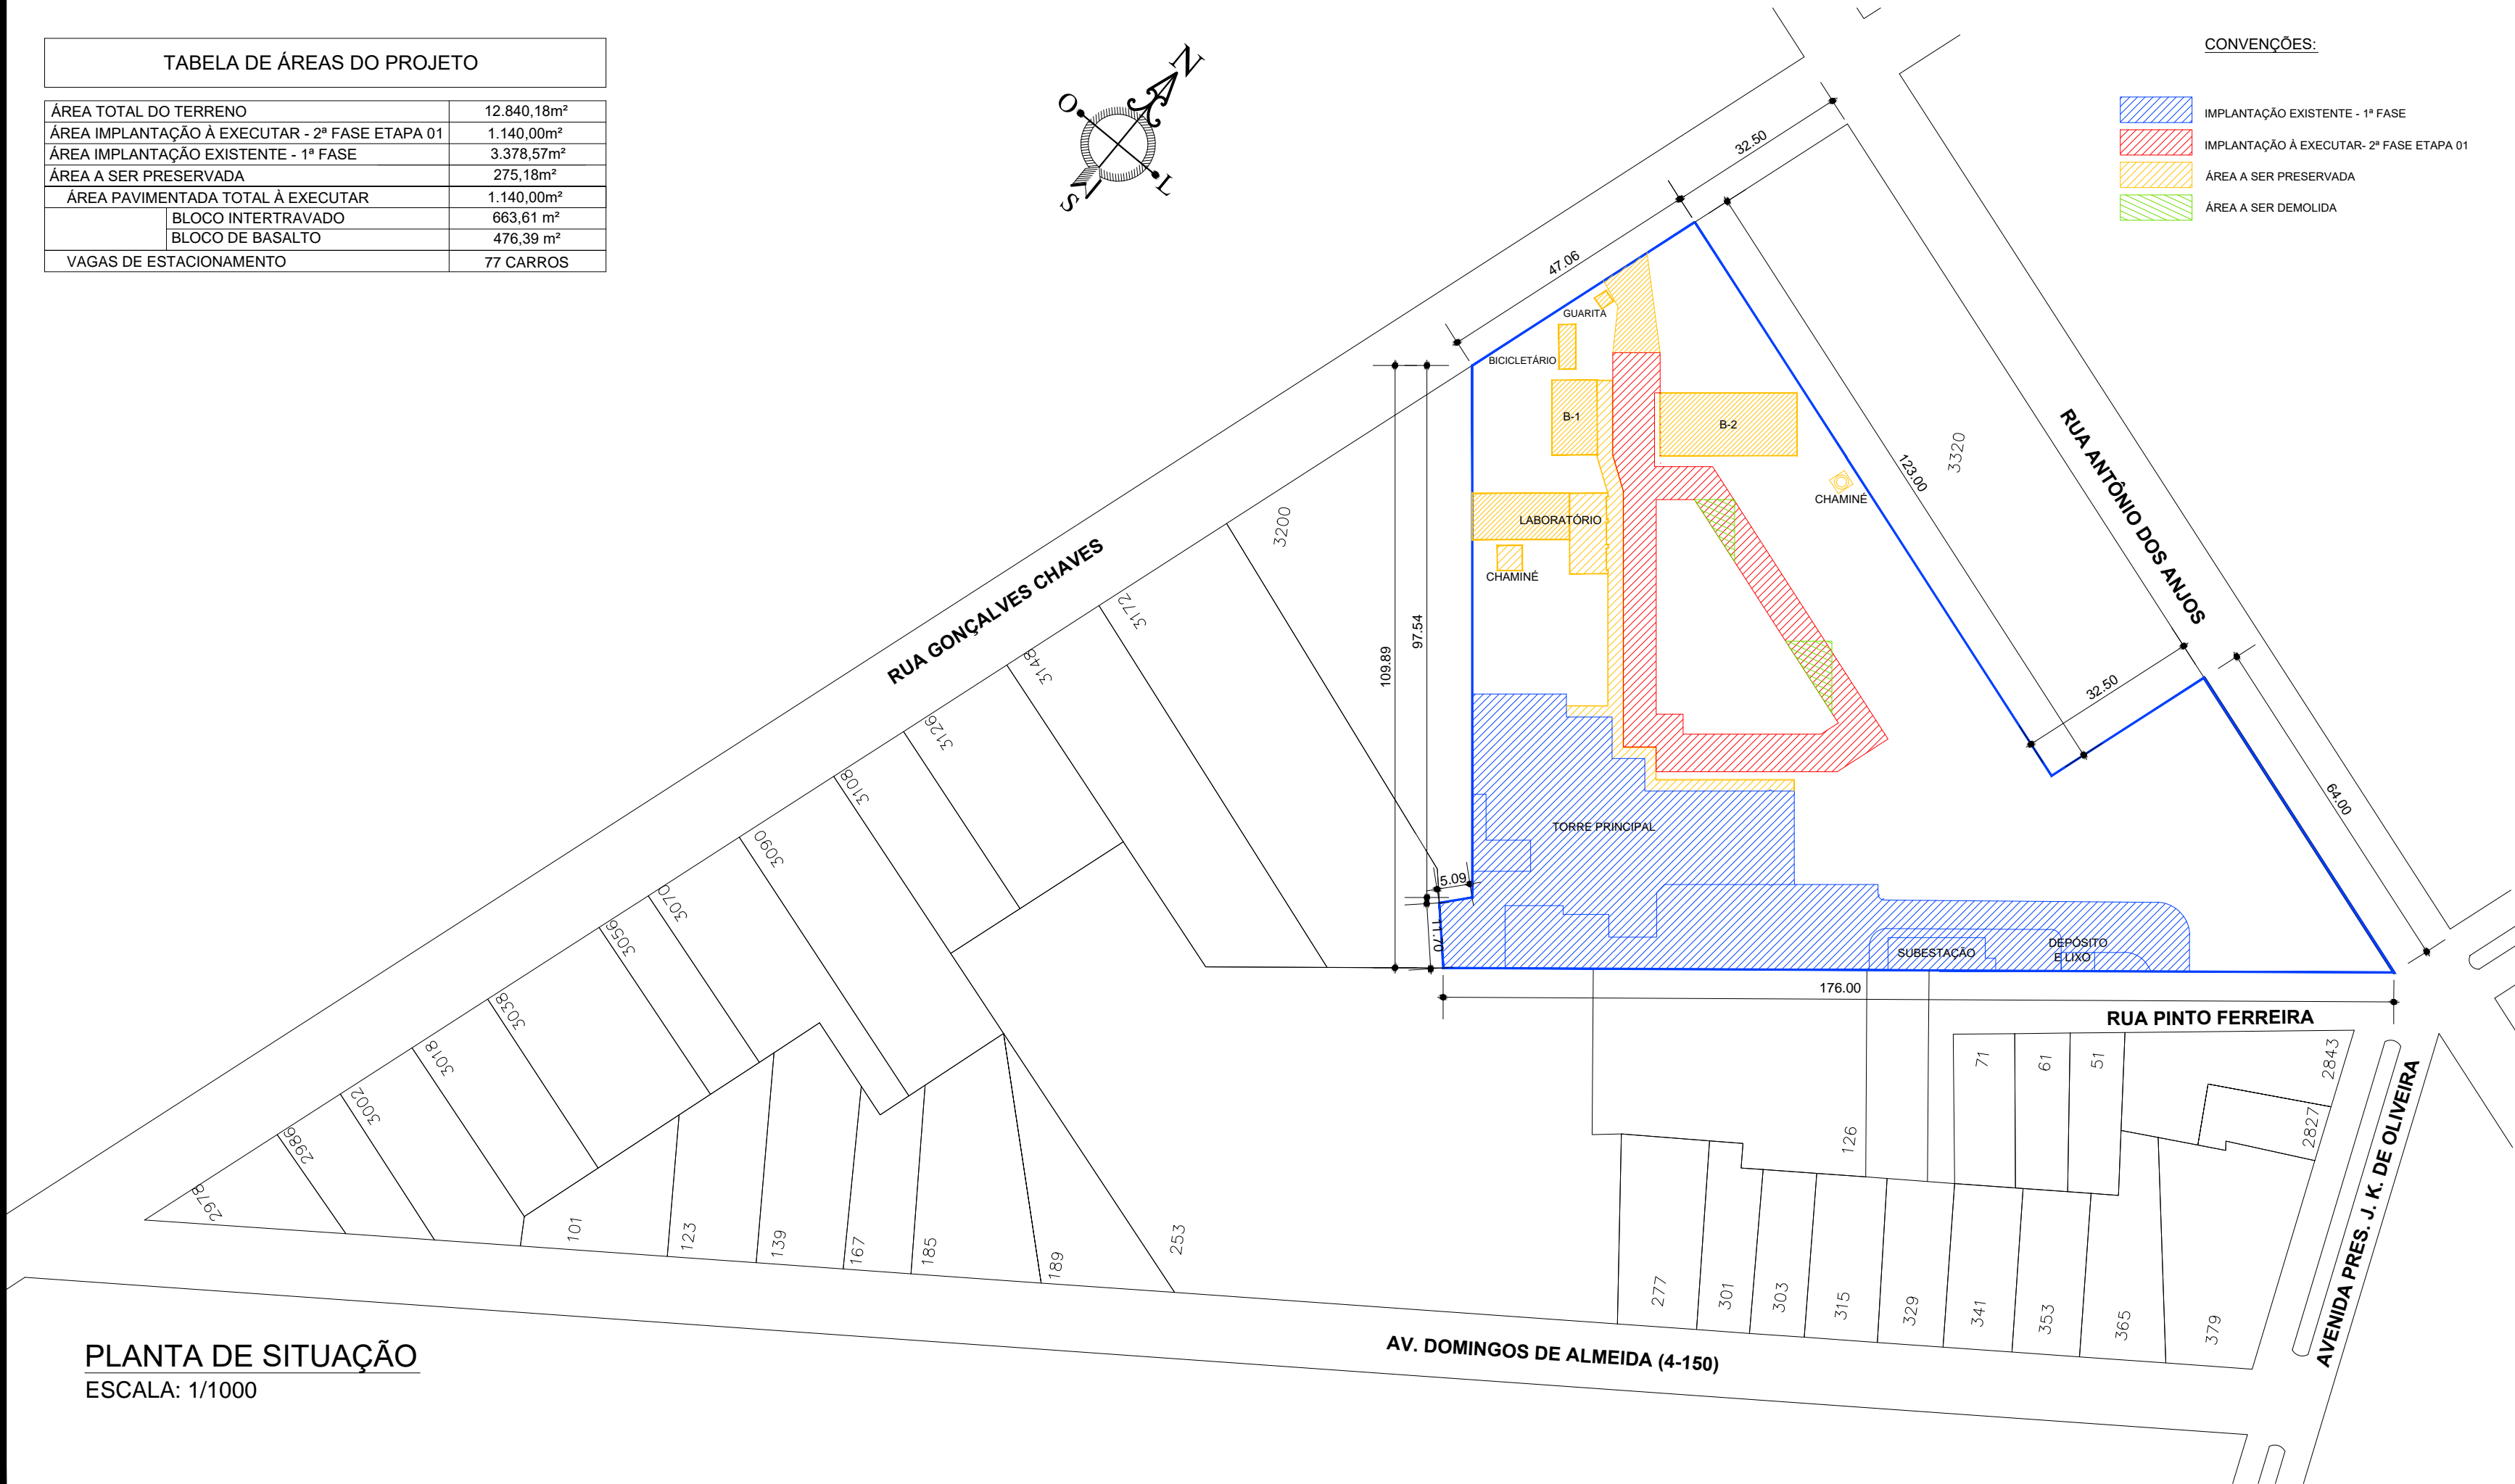 TABELA DE ÁREAS DO PROJETO
ÁREA TOTAL DO TERRENO 12.840,18m²
ÁREA IMPLANTAÇÃO À EXECUTAR - 2ª FASE ETAPA 01 1.140,00m²
ÁREA IMPLANTAÇÃO EXISTENTE - 1ª FASE 3.378,57m²
ÁREA A SER PRESERVADA 275,18m²
ÁREA PAVIMENTADA TOTAL À EXECUTAR 1.140,00m²
BLOCO INTERTRAVADO 663,61 m²
BLOCO DE BASALTO 476,39 m²
VAGAS DE ESTACIONAMENTO 77 CARROS
N
O
L
S
CONVENÇÕES:
IMPLANTAÇÃO EXISTENTE - 1ª FASE
IMPLANTAÇÃO À EXECUTAR- 2ª FASE ETAPA 01
ÁREA A SER PRESERVADA
ÁREA A SER DEMOLIDA
32.50
47.06
GUARITA
BICICLETÁRIO
B-1
B-2
LABORATÓRIO
CHAMINÉ
CHAMINÉ
123.00
3320
RUA ANTÔNIO DOS ANJOS
32.50
64.00
109.89
97.54
5.09
11.70
TORRE PRINCIPAL
SUBESTAÇÃO
DEPÓSITO
E LIXO
176.00
RUA PINTO FERREIRA
RUA GONÇALVES CHAVES
3200
3172
3148
3126
3108
3090
3070
3056
3038
3018
3002
2986
2978
101
123
139
167
185
189
253
126
71
61
51
2843
2827
277
301
303
315
329
341
353
365
379
AVENIDA PRES. J. K. DE OLIVEIRA
AV. DOMINGOS DE ALMEIDA (4-150)
PLANTA DE SITUAÇÃO
ESCALA: 1/1000